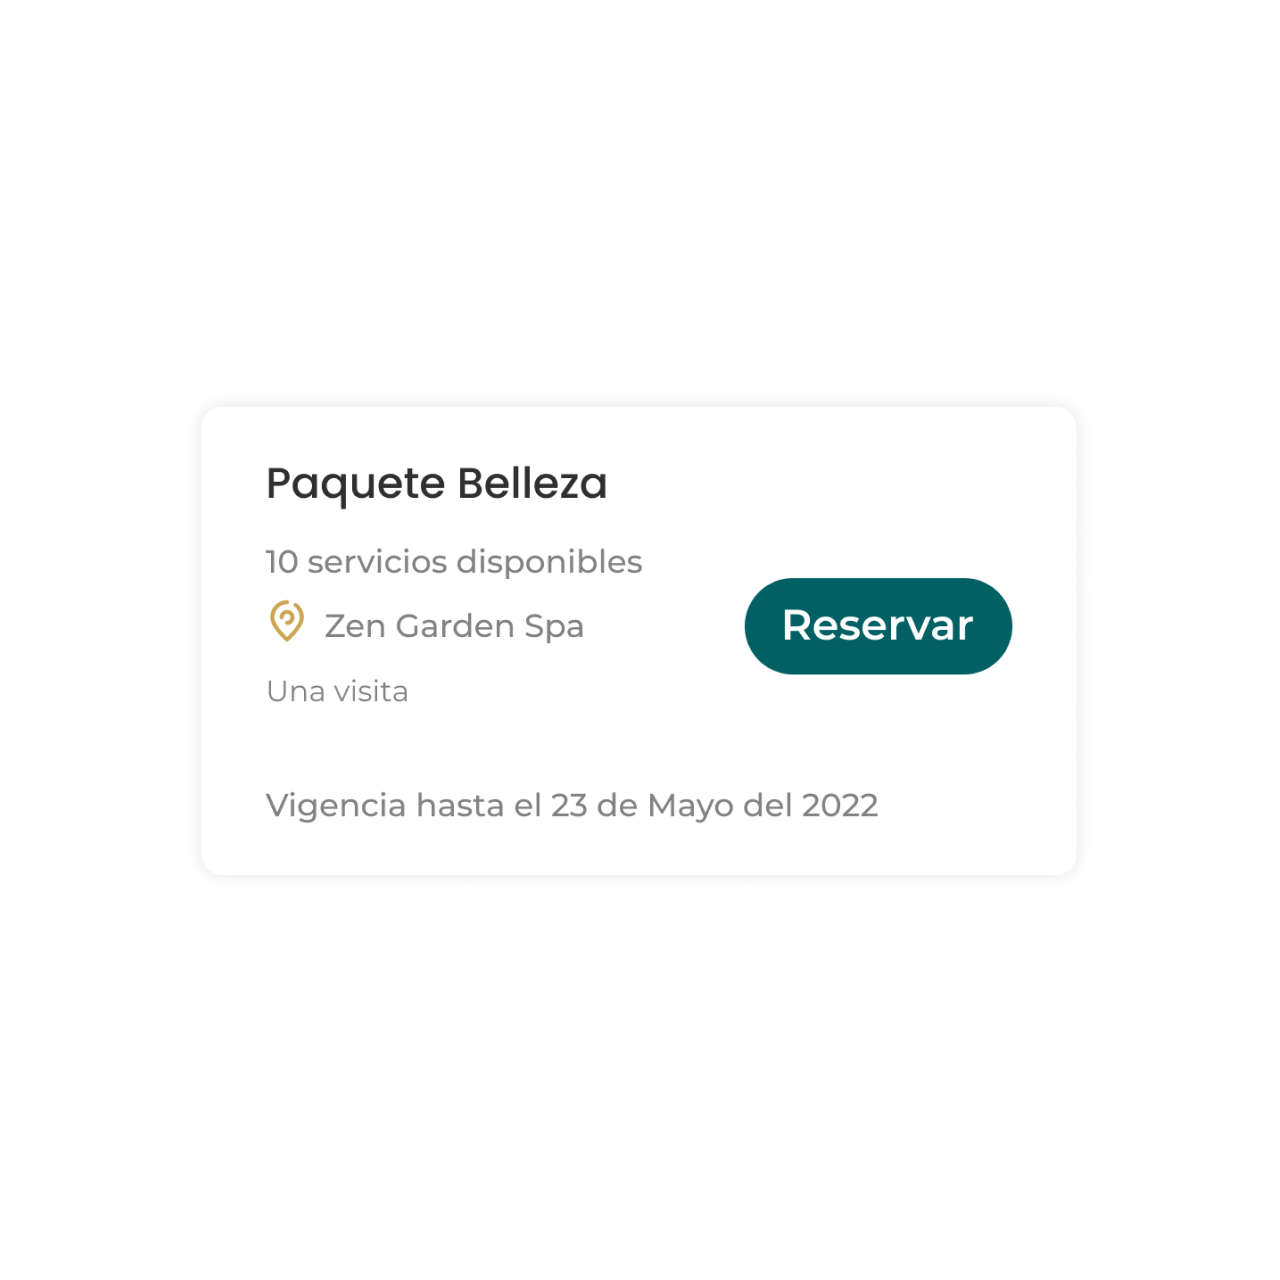 Paquete Belleza
10 servicios disponibles
Zen Garden Spa
Reservar
Una visita
Vigencia hasta el 23 de Mayo del 2022